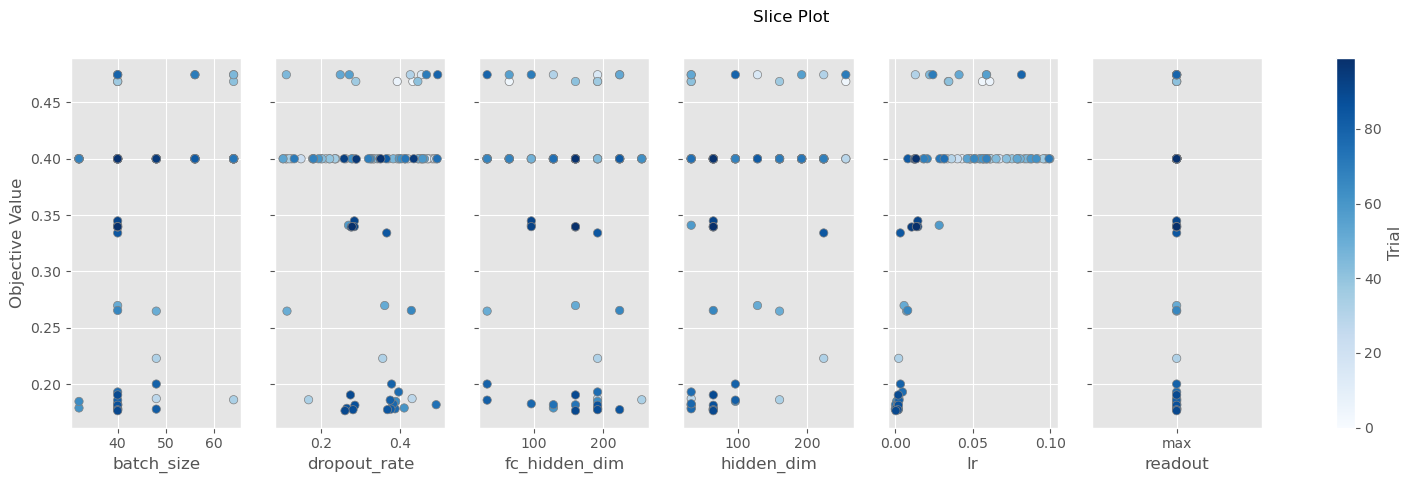 Slice Plot
Objective Value
0.45
0.40
0.35
0.30
0.25
0.20
40 50 60
batch_size
0.2 0.4
dropout_rate
100 200
fc_hidden_dim
100 200
hidden_dim
0.00 0.05 0.10
lr
max
readout
80
60
40
20
0
Trial